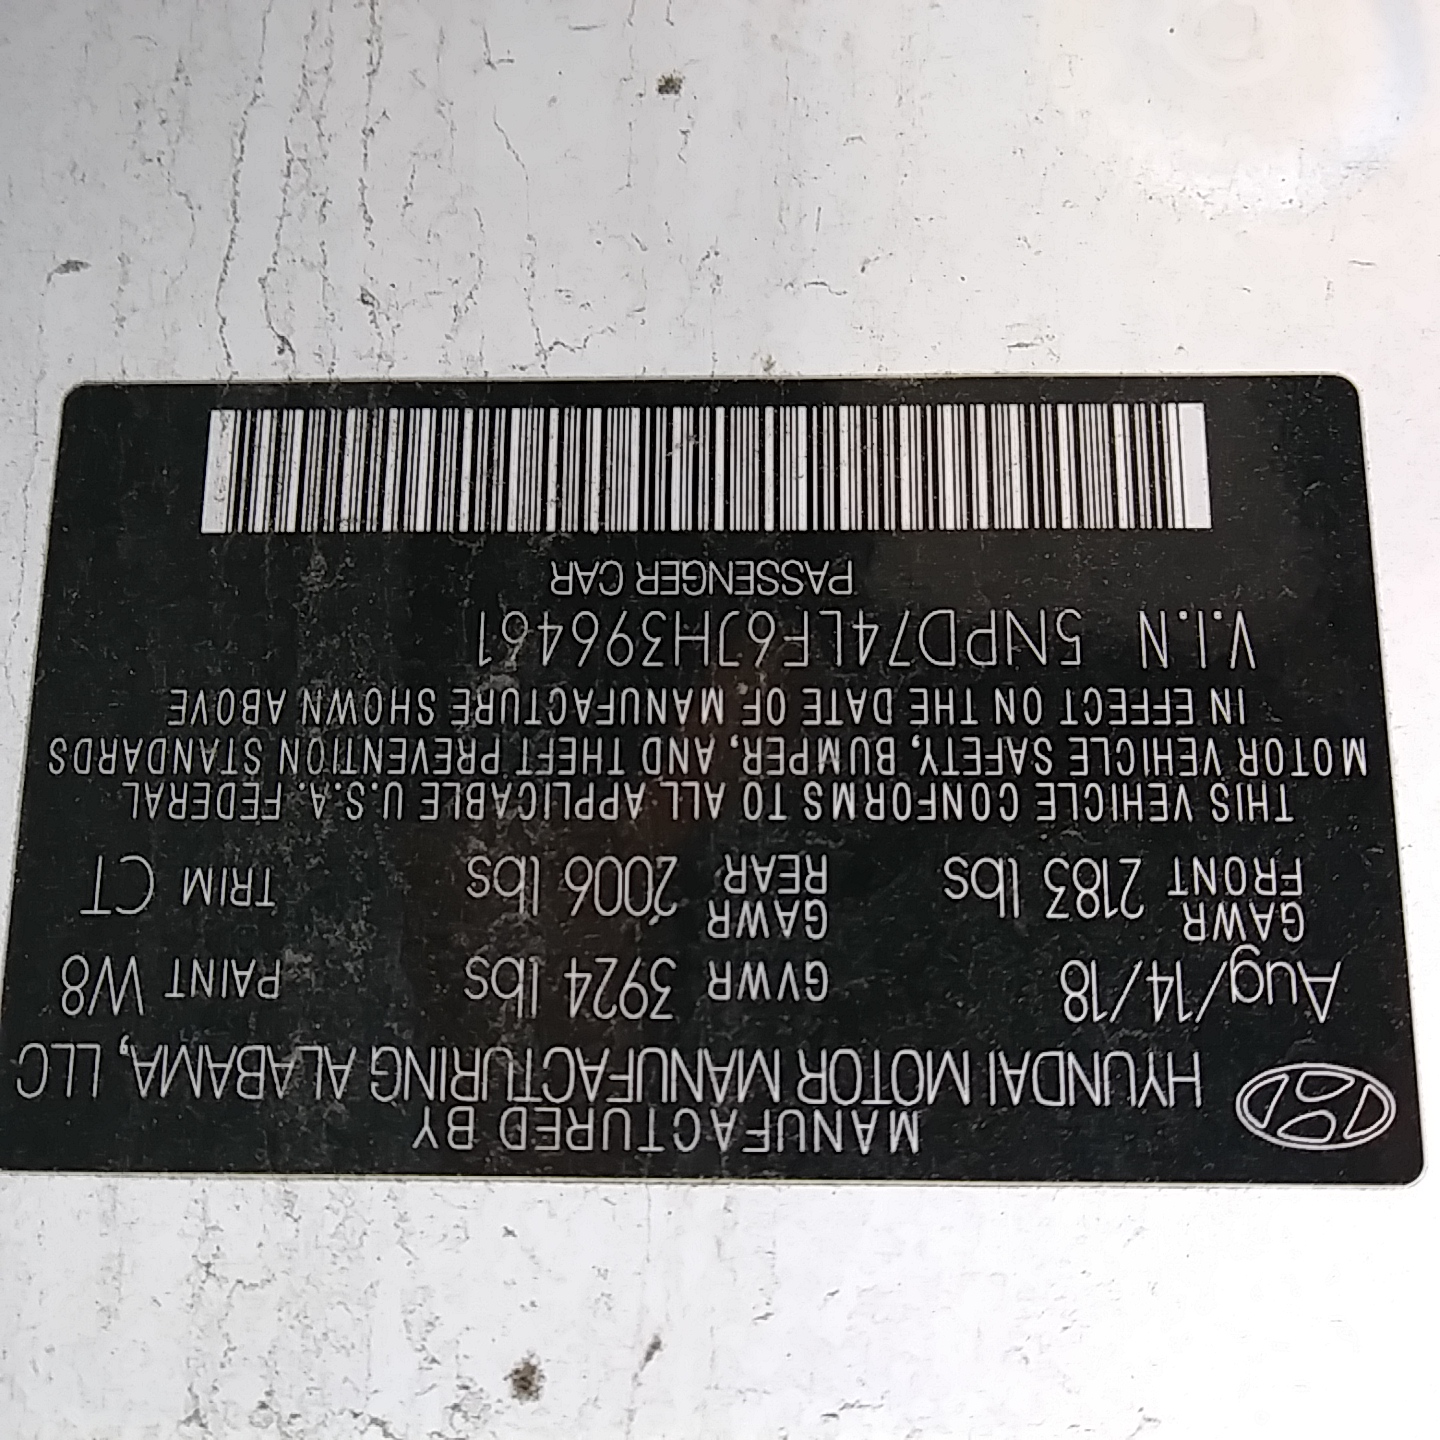 MANUFACTURED BY
HYUNDAI MOTOR MANUFACTURING ALABAMA, LLC
Aug/14/18 GVWR 3924 lbs PAINT W8
GAWR FRONT 2183 lbs GAWR REAR 2006 lbs TRIM CT
THIS VEHICLE CONFORMS TO ALL APPLICABLE U.S.A. FEDERAL
MOTOR VEHICLE SAFETY, BUMPER, AND THEFT PREVENTION STANDARDS
IN EFFECT ON THE DATE OF MANUFACTURE SHOWN ABOVE
V.I.N 5NPD74LF6JH396461
PASSENGER CAR